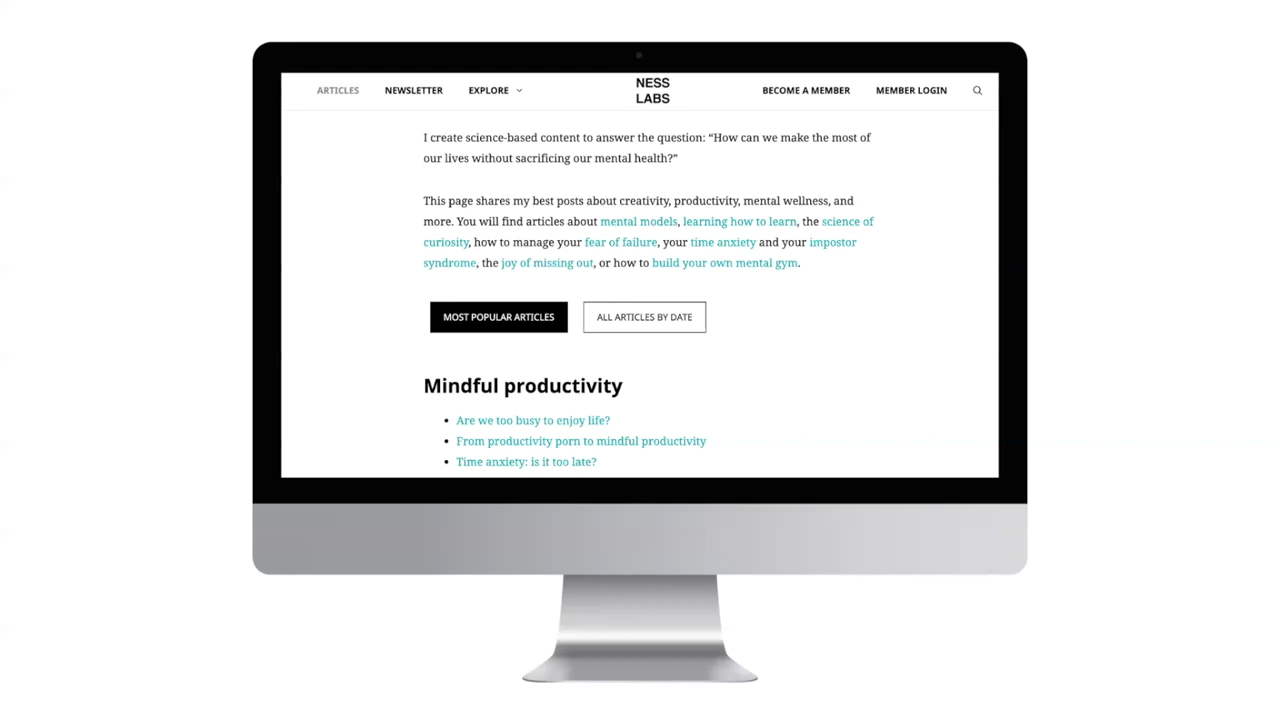 ARTICLES NEWSLETTER EXPLORE NESS LABS BECOME A MEMBER MEMBER LOGIN
I create science-based content to answer the question: “How can we make the most of
our lives without sacrificing our mental health?”
This page shares my best posts about creativity, productivity, mental wellness, and
more. You will find articles about mental models, learning how to learn, the science of
curiosity, how to manage your fear of failure, your time anxiety and your impostor
syndrome, the joy of missing out, or how to build your own mental gym.
MOST POPULAR ARTICLES ALL ARTICLES BY DATE
Mindful productivity
• Are we too busy to enjoy life?
• From productivity porn to mindful productivity
• Time anxiety: is it too late?